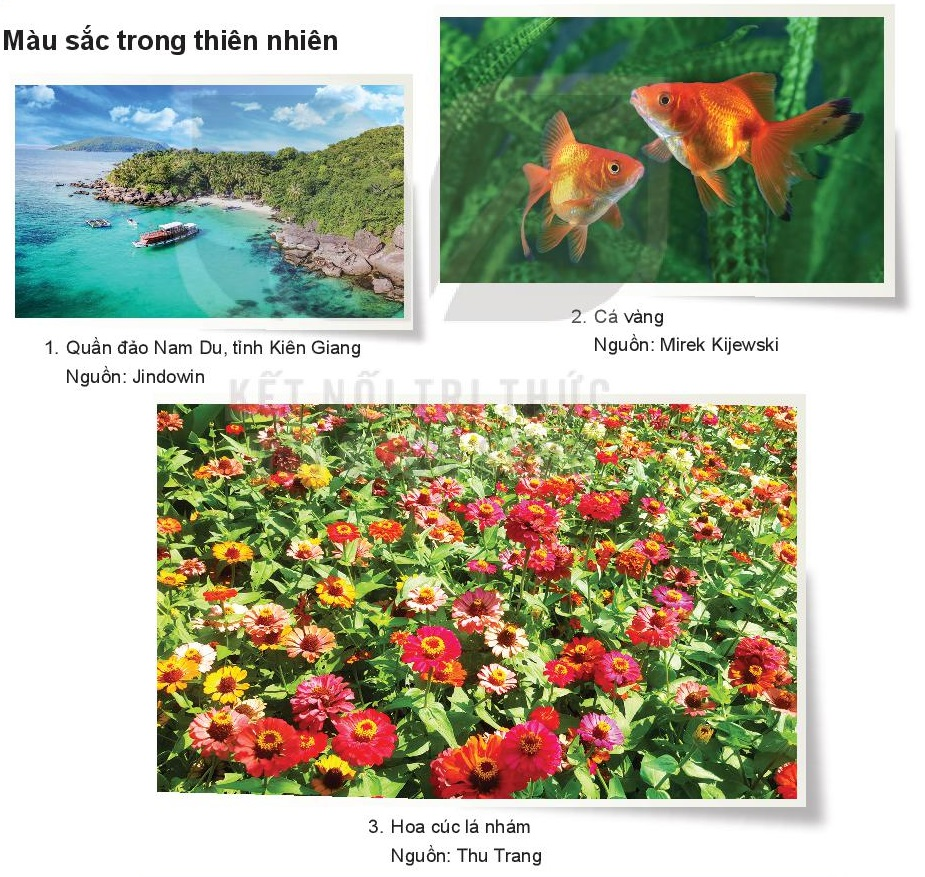 Màu sắc trong thiên nhiên
1. Quần đảo Nam Du, tỉnh Kiên Giang
Nguồn: Jindowin
2. Cá vàng
Nguồn: Mirek Kijewski
KẾT NỐI TRI THỨC
3. Hoa cúc lá nhám
Nguồn: Thu Trang